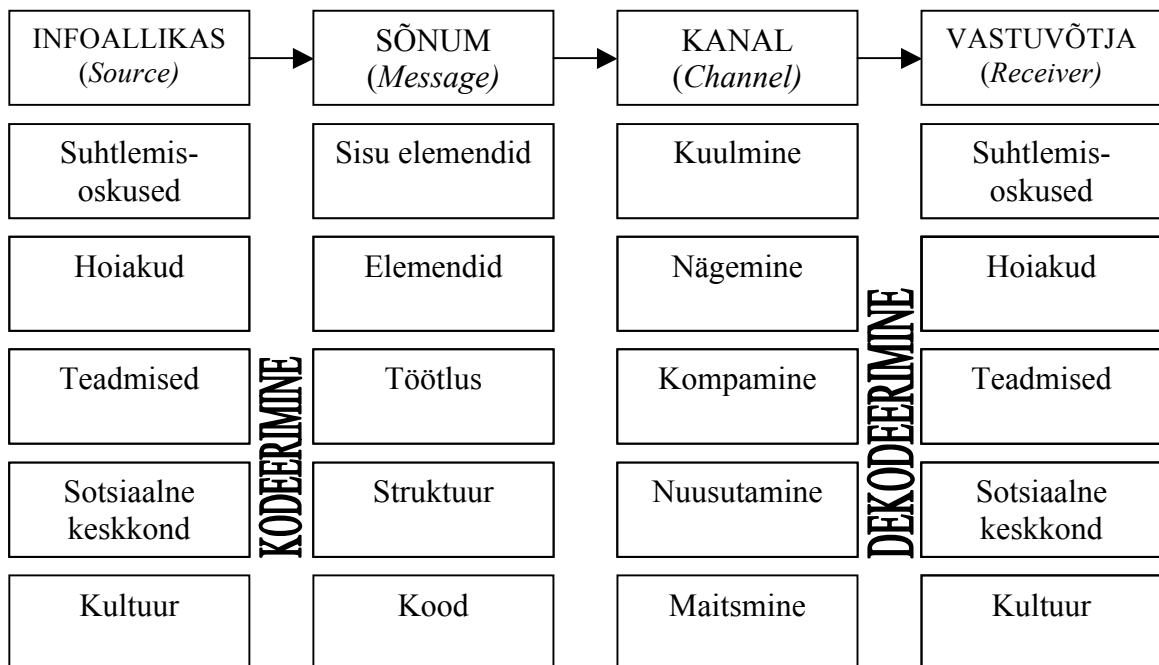 INFOALLIKAS
(Source)
SÕNUM
(Message)
KANAL
(Channel)
VASTUVÕTJA
(Receiver)
Suhtlemis-
oskused
Sisu elemendid
Kuulmine
Suhtlemis-
oskused
Hoiakud
Elemendid
Nägemine
Hoiakud
Teadmised
Töötlus
Kompamine
Teadmised
Sotsiaalne
keskkond
Struktuur
Nuusutamine
Sotsiaalne
keskkond
Kultuur
Kood
Maitsmine
Kultuur
KODEERIMINE
DEKODEERIMINE